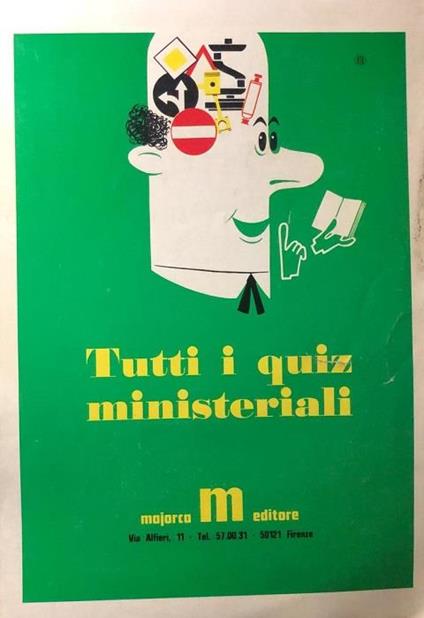 Tutti i quiz
ministeriali
majorca m editore
Via Alfieri, 11 - Tel. 57.00.31 - 50121 Firenze